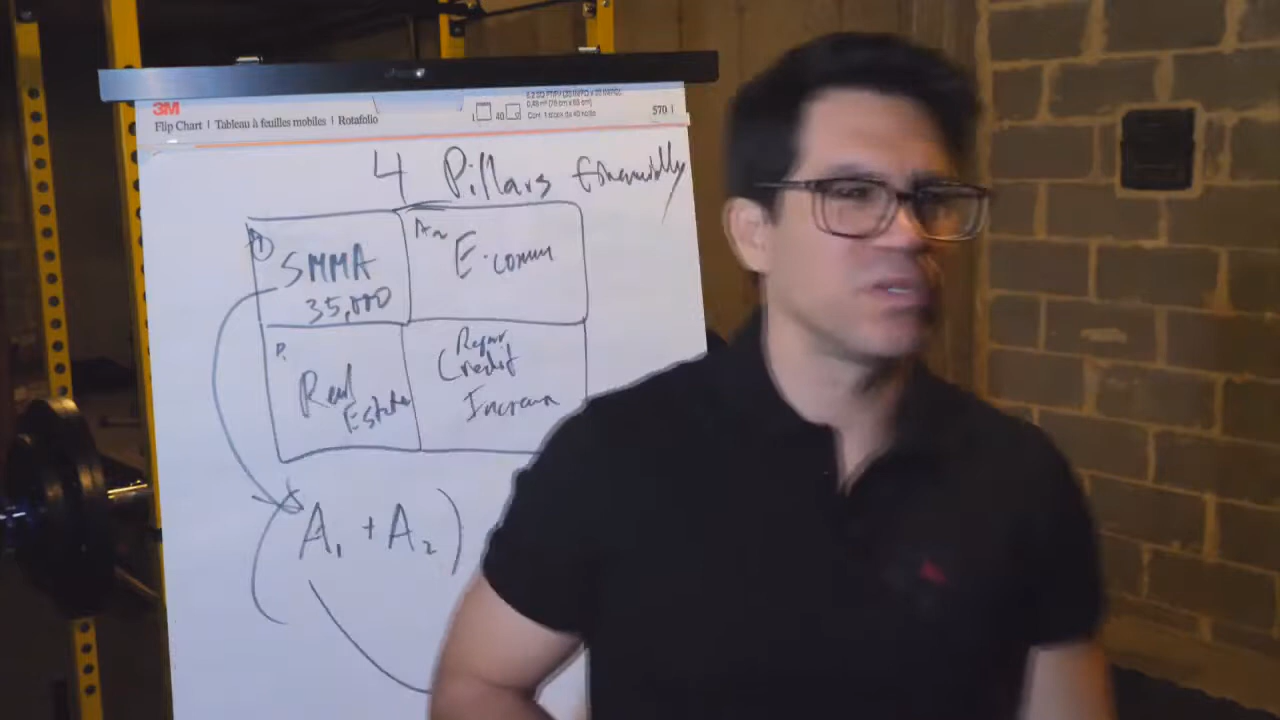 3M
Flip Chart | Tableau à feuilles mobiles | Rotafolio
40
570
4 Pillars
SMMA
35,000
E-comm
Real
Estate
Repair
Credit
Increase
A1 + A2)